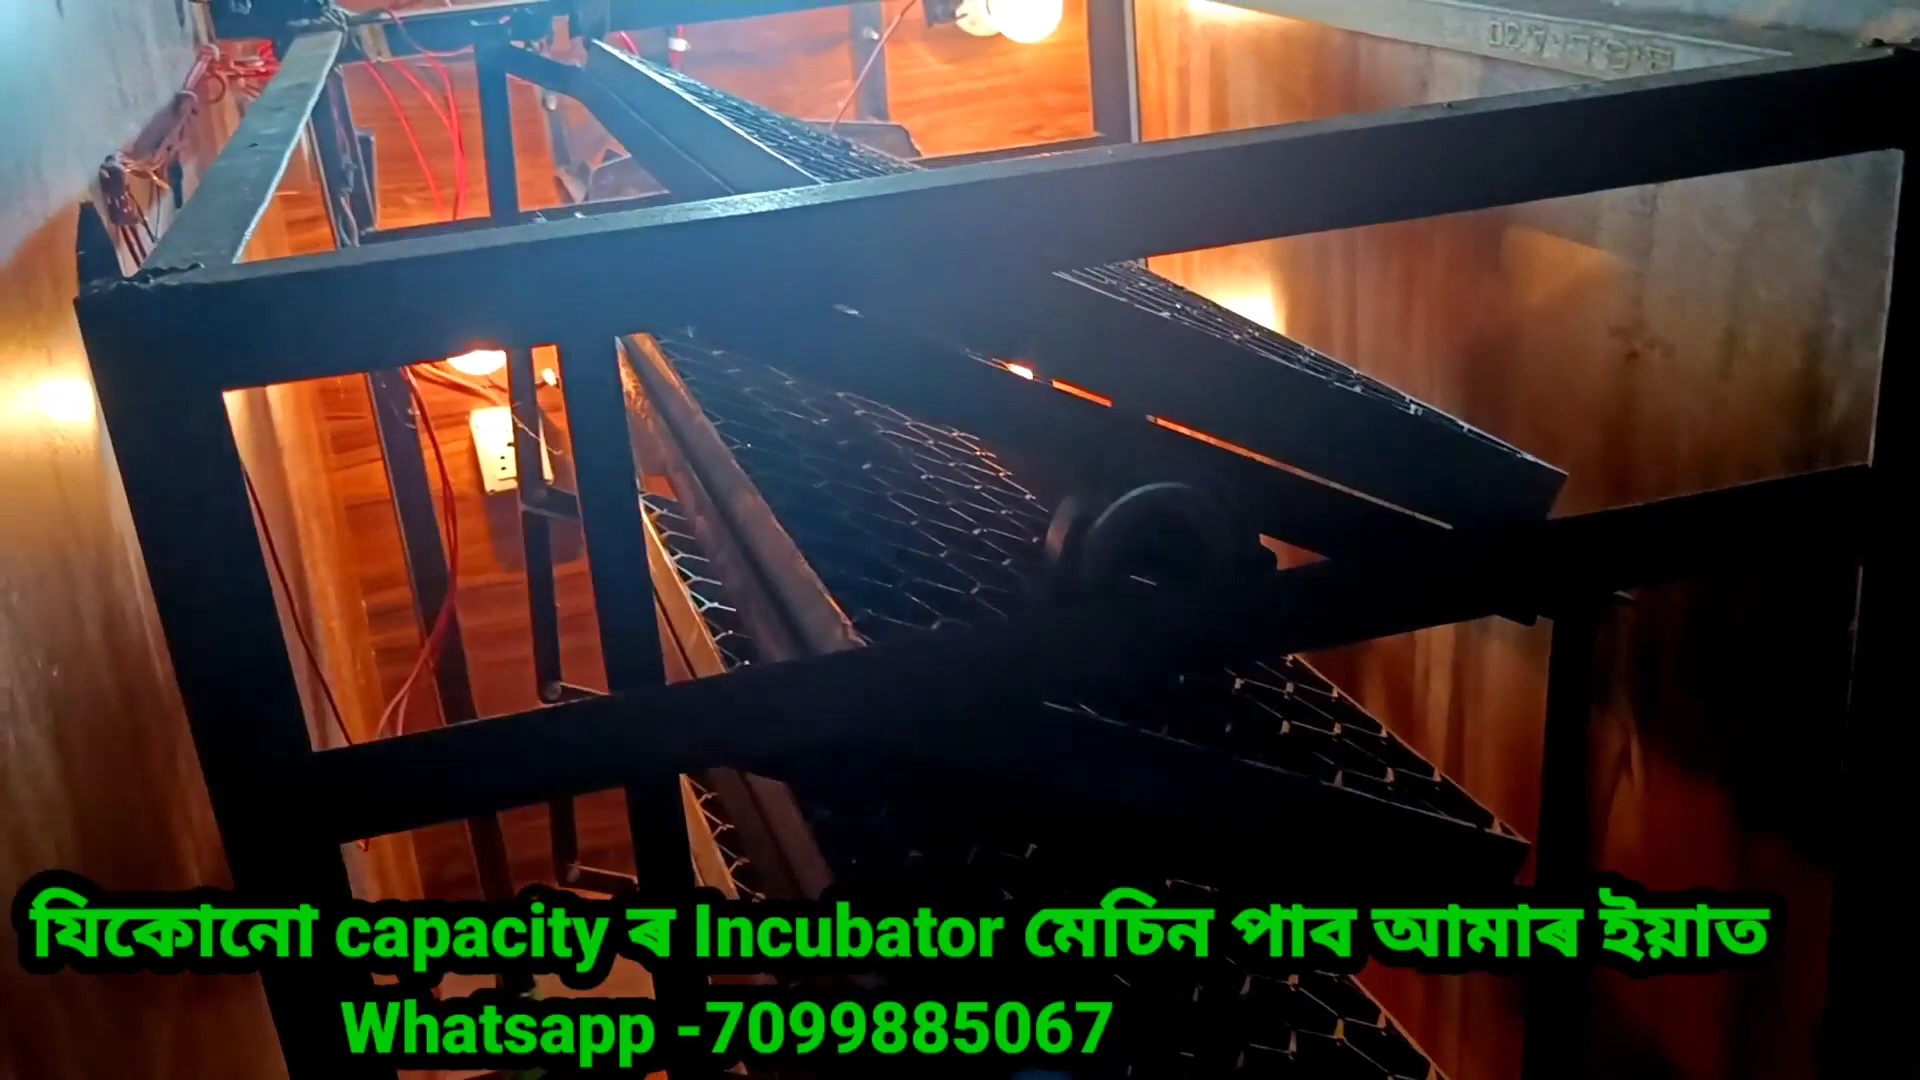 যিকোনো capacity ৰ Incubator মেচিন পাব আমাৰ ইয়াত
Whatsapp -7099885067